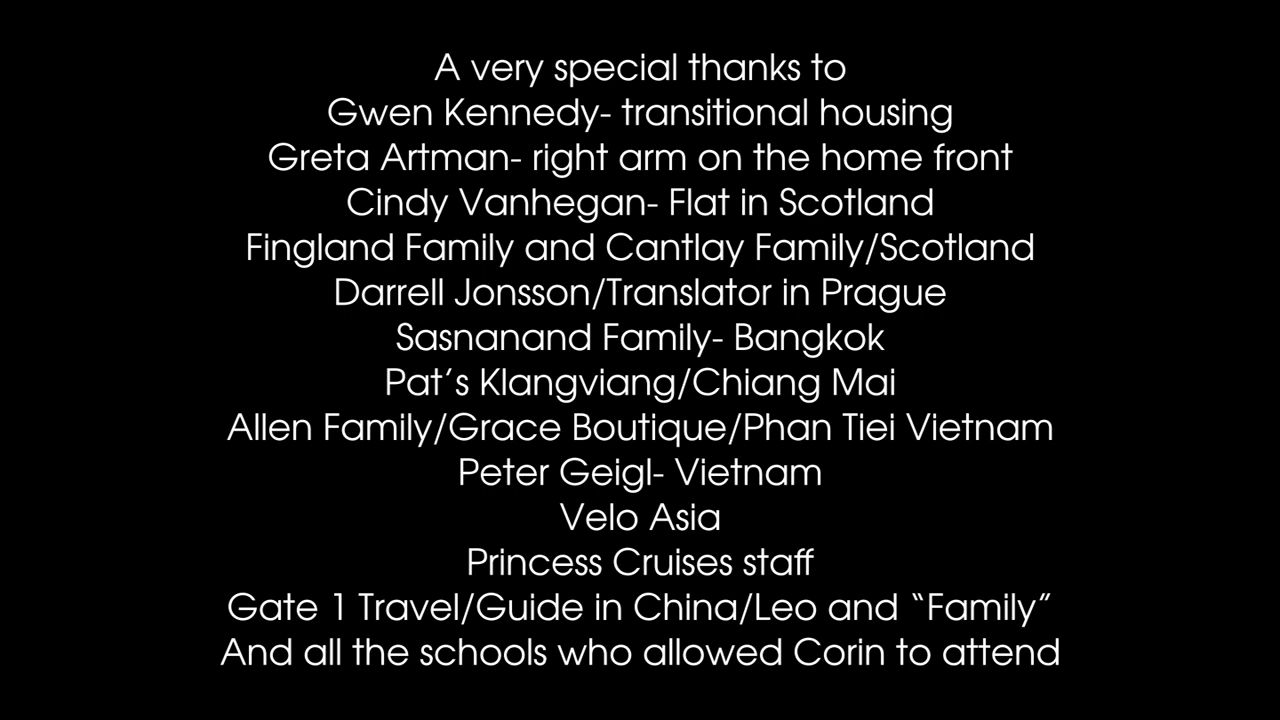 A very special thanks to
Gwen Kennedy- transitional housing
Greta Artman- right arm on the home front
Cindy Vanhegan- Flat in Scotland
Fingland Family and Cantlay Family/Scotland
Darrell Jonsson/Translator in Prague
Sasnanand Family- Bangkok
Pat's Klangviang/Chiang Mai
Allen Family/Grace Boutique/Phan Tiei Vietnam
Peter Geigl- Vietnam
Velo Asia
Princess Cruises staff
Gate 1 Travel/Guide in China/Leo and “Family”
And all the schools who allowed Corin to attend